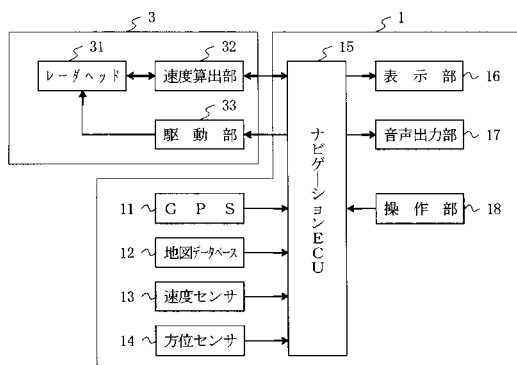 3
1
31
32
15
レーダヘッド
速度算出部
表示部
16
33
駆動部
音声出力部
17
ナビゲーションECU
11
GPS
操作部
18
12
地図データベース
13
速度センサ
14
方位センサ